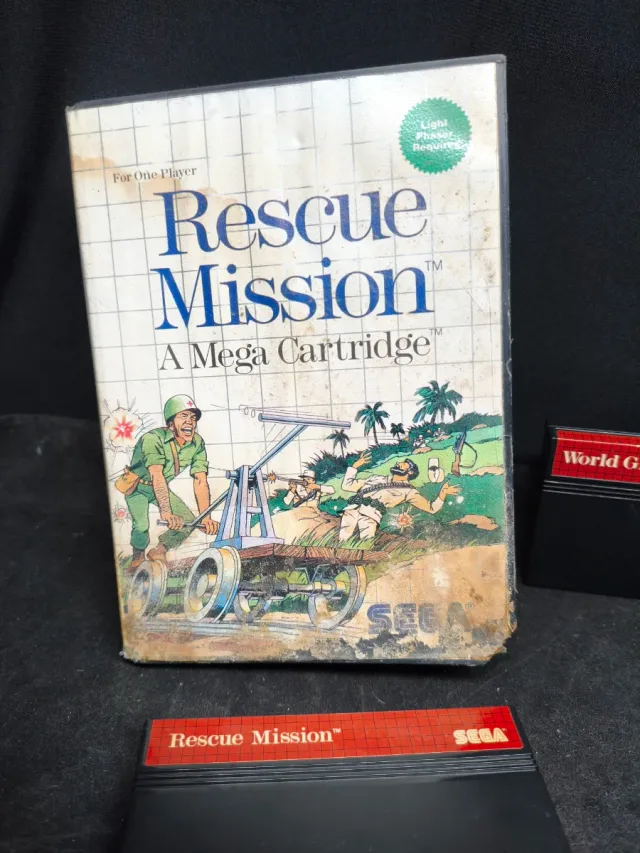 Light
Phaser
Required
For One Player
Rescue
Mission™
A Mega Cartridge™
SEGA
World G
Rescue Mission™
SEGA